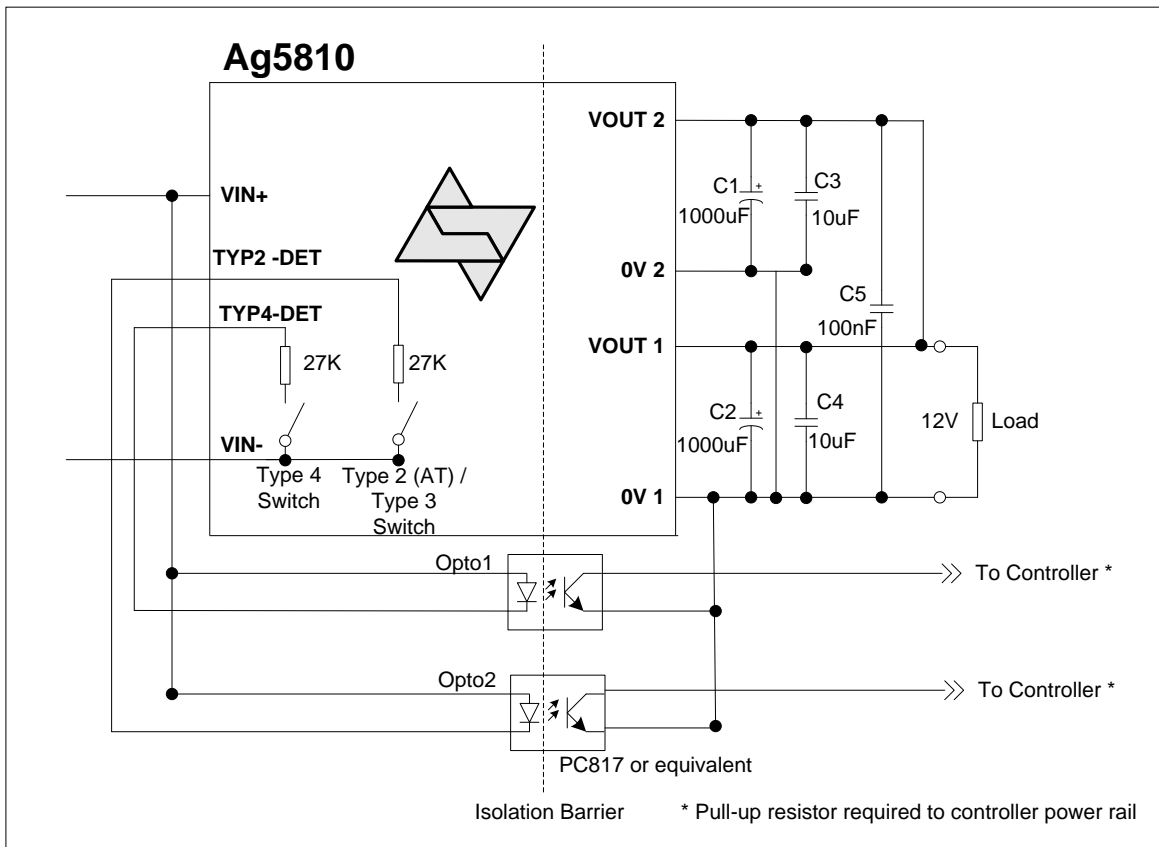 Ag5810
VOUT 2
C1
1000uF
C3
10uF
VIN+
TYP2 -DET
0V 2
TYP4-DET
C5
100nF
VOUT 1
27K
27K
C2
1000uF
C4
10uF
12V
Load
VIN-
Type 4
Switch
Type 2 (AT) /
Type 3
Switch
0V 1
Opto1
To Controller *
Opto2
To Controller *
PC817 or equivalent
Isolation Barrier
* Pull-up resistor required to controller power rail